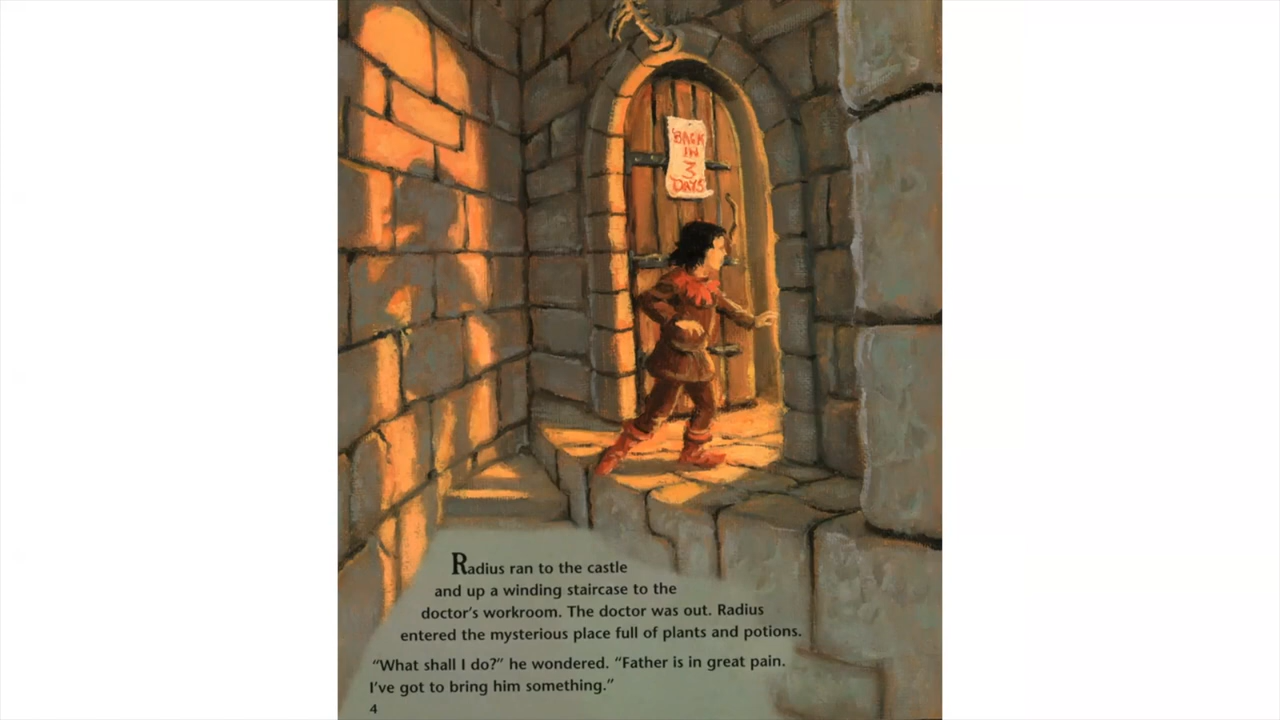 BACK
IN
3
DAYS
Radius ran to the castle
and up a winding staircase to the
doctor's workroom. The doctor was out. Radius
entered the mysterious place full of plants and potions.
“What shall I do?” he wondered. “Father is in great pain.
I've got to bring him something.”
4